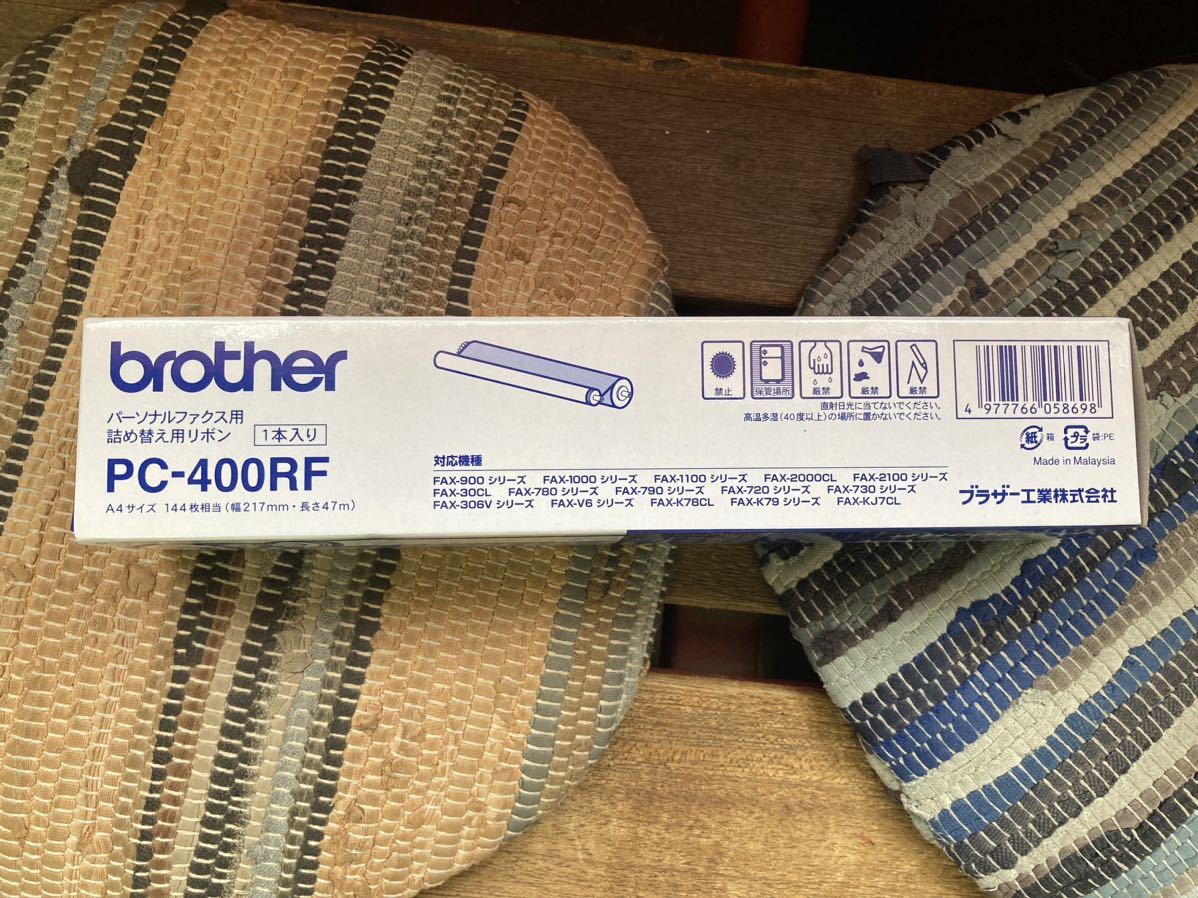 brother
パーソナルファクス用
詰め替え用リボン 1本入り
PC-400RF
A4サイズ 144枚相当(幅217mm・長さ47m)
対応機種
FAX-900 シリーズ FAX-1000 シリーズ FAX-1100 シリーズ FAX-2000CL FAX-2100 シリーズ
FAX-30CL FAX-780 シリーズ FAX-790 シリーズ FAX-720 シリーズ FAX-730 シリーズ
FAX-306V シリーズ FAX-V6 シリーズ FAX-K78CL FAX-K79 シリーズ FAX-KJ7CL
禁止 保管場所 厳禁 厳禁 厳禁
直射日光に当てないでください。
高温多湿(40度以上)の場所に置かないでください。
4 977766 058698
紙 箱 プラ 袋:PE
Made in Malaysia
ブラザー工業株式会社